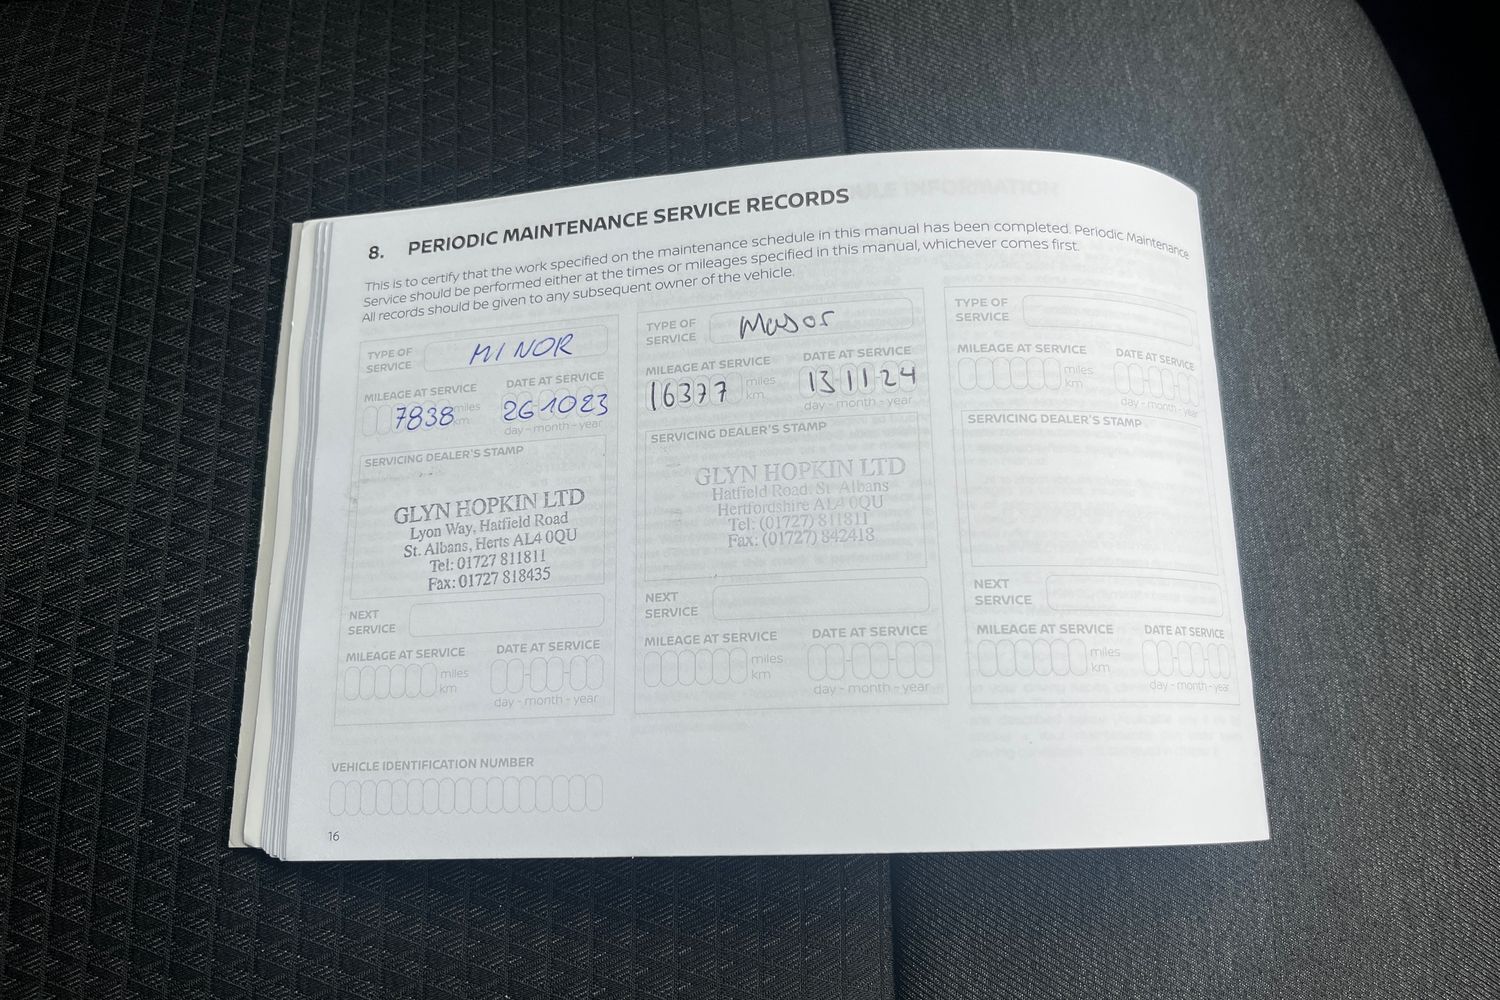 8. PERIODIC MAINTENANCE SERVICE RECORDS
This is to certify that the work specified on the maintenance schedule in this manual has been completed. Periodic Maintenance
Service should be performed either at the times or mileages specified in this manual, whichever comes first.
All records should be given to any subsequent owner of the vehicle.
TYPE OF
SERVICE
MINOR
MILEAGE AT SERVICE
DATE AT SERVICE
7838 miles
km
26 10 23
day - month - year
SERVICING DEALER'S STAMP
GLYN HOPKIN LTD
Lyon Way, Hatfield Road
St. Albans, Herts AL4 0QU
Tel: 01727 811811
Fax: 01727 818435
NEXT
SERVICE
MILEAGE AT SERVICE
DATE AT SERVICE
miles
km
day - month - year
TYPE OF
SERVICE
Major
MILEAGE AT SERVICE
DATE AT SERVICE
16377 miles
km
13 11 24
day - month - year
SERVICING DEALER'S STAMP
GLYN HOPKIN LTD
Hatfield Road, St. Albans
Hertfordshire AL4 0QU
Tel: (01727) 811811
Fax: (01727) 842418
NEXT
SERVICE
MILEAGE AT SERVICE
DATE AT SERVICE
miles
km
day - month - year
TYPE OF
SERVICE
MILEAGE AT SERVICE
DATE AT SERVICE
miles
km
day - month - year
SERVICING DEALER'S STAMP
NEXT
SERVICE
MILEAGE AT SERVICE
DATE AT SERVICE
miles
km
day - month - year
VEHICLE IDENTIFICATION NUMBER
16